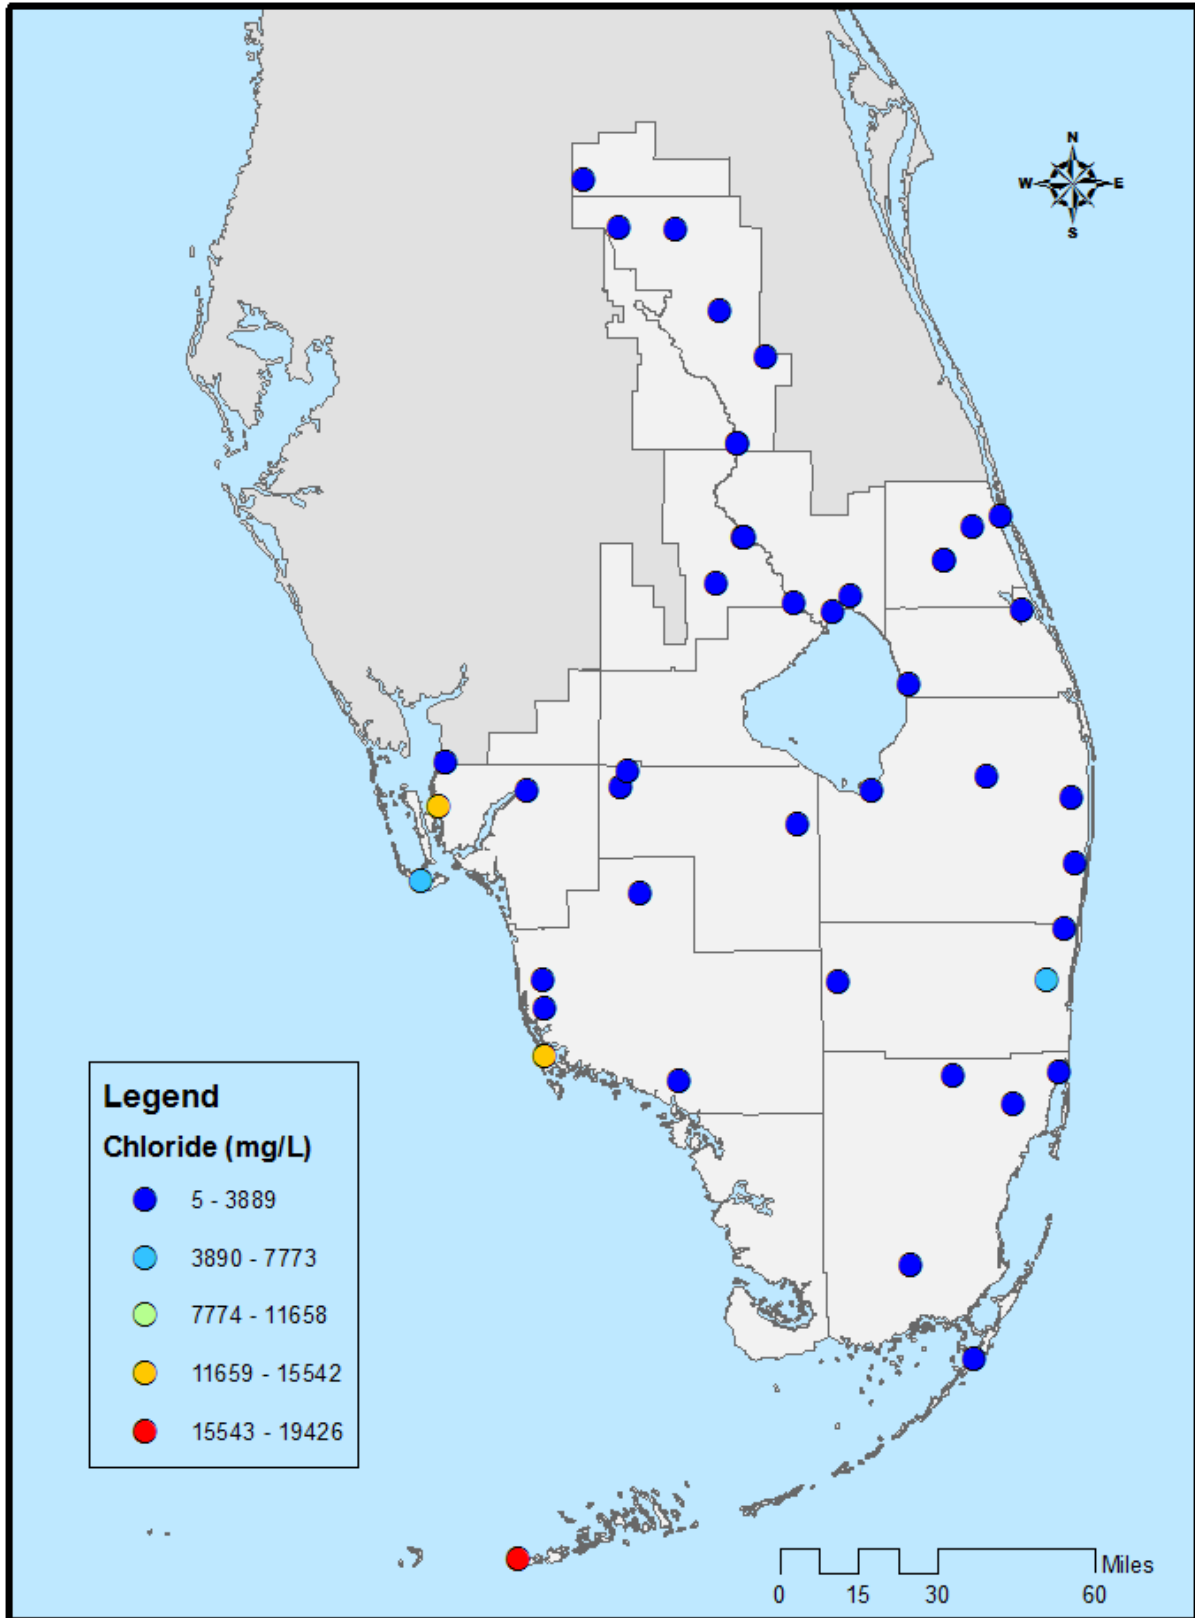 N
W E
S
Legend
Chloride (mg/L)
5 - 3889
3890 - 7773
7774 - 11658
11659 - 15542
15543 - 19426
Miles
0 15 30 60